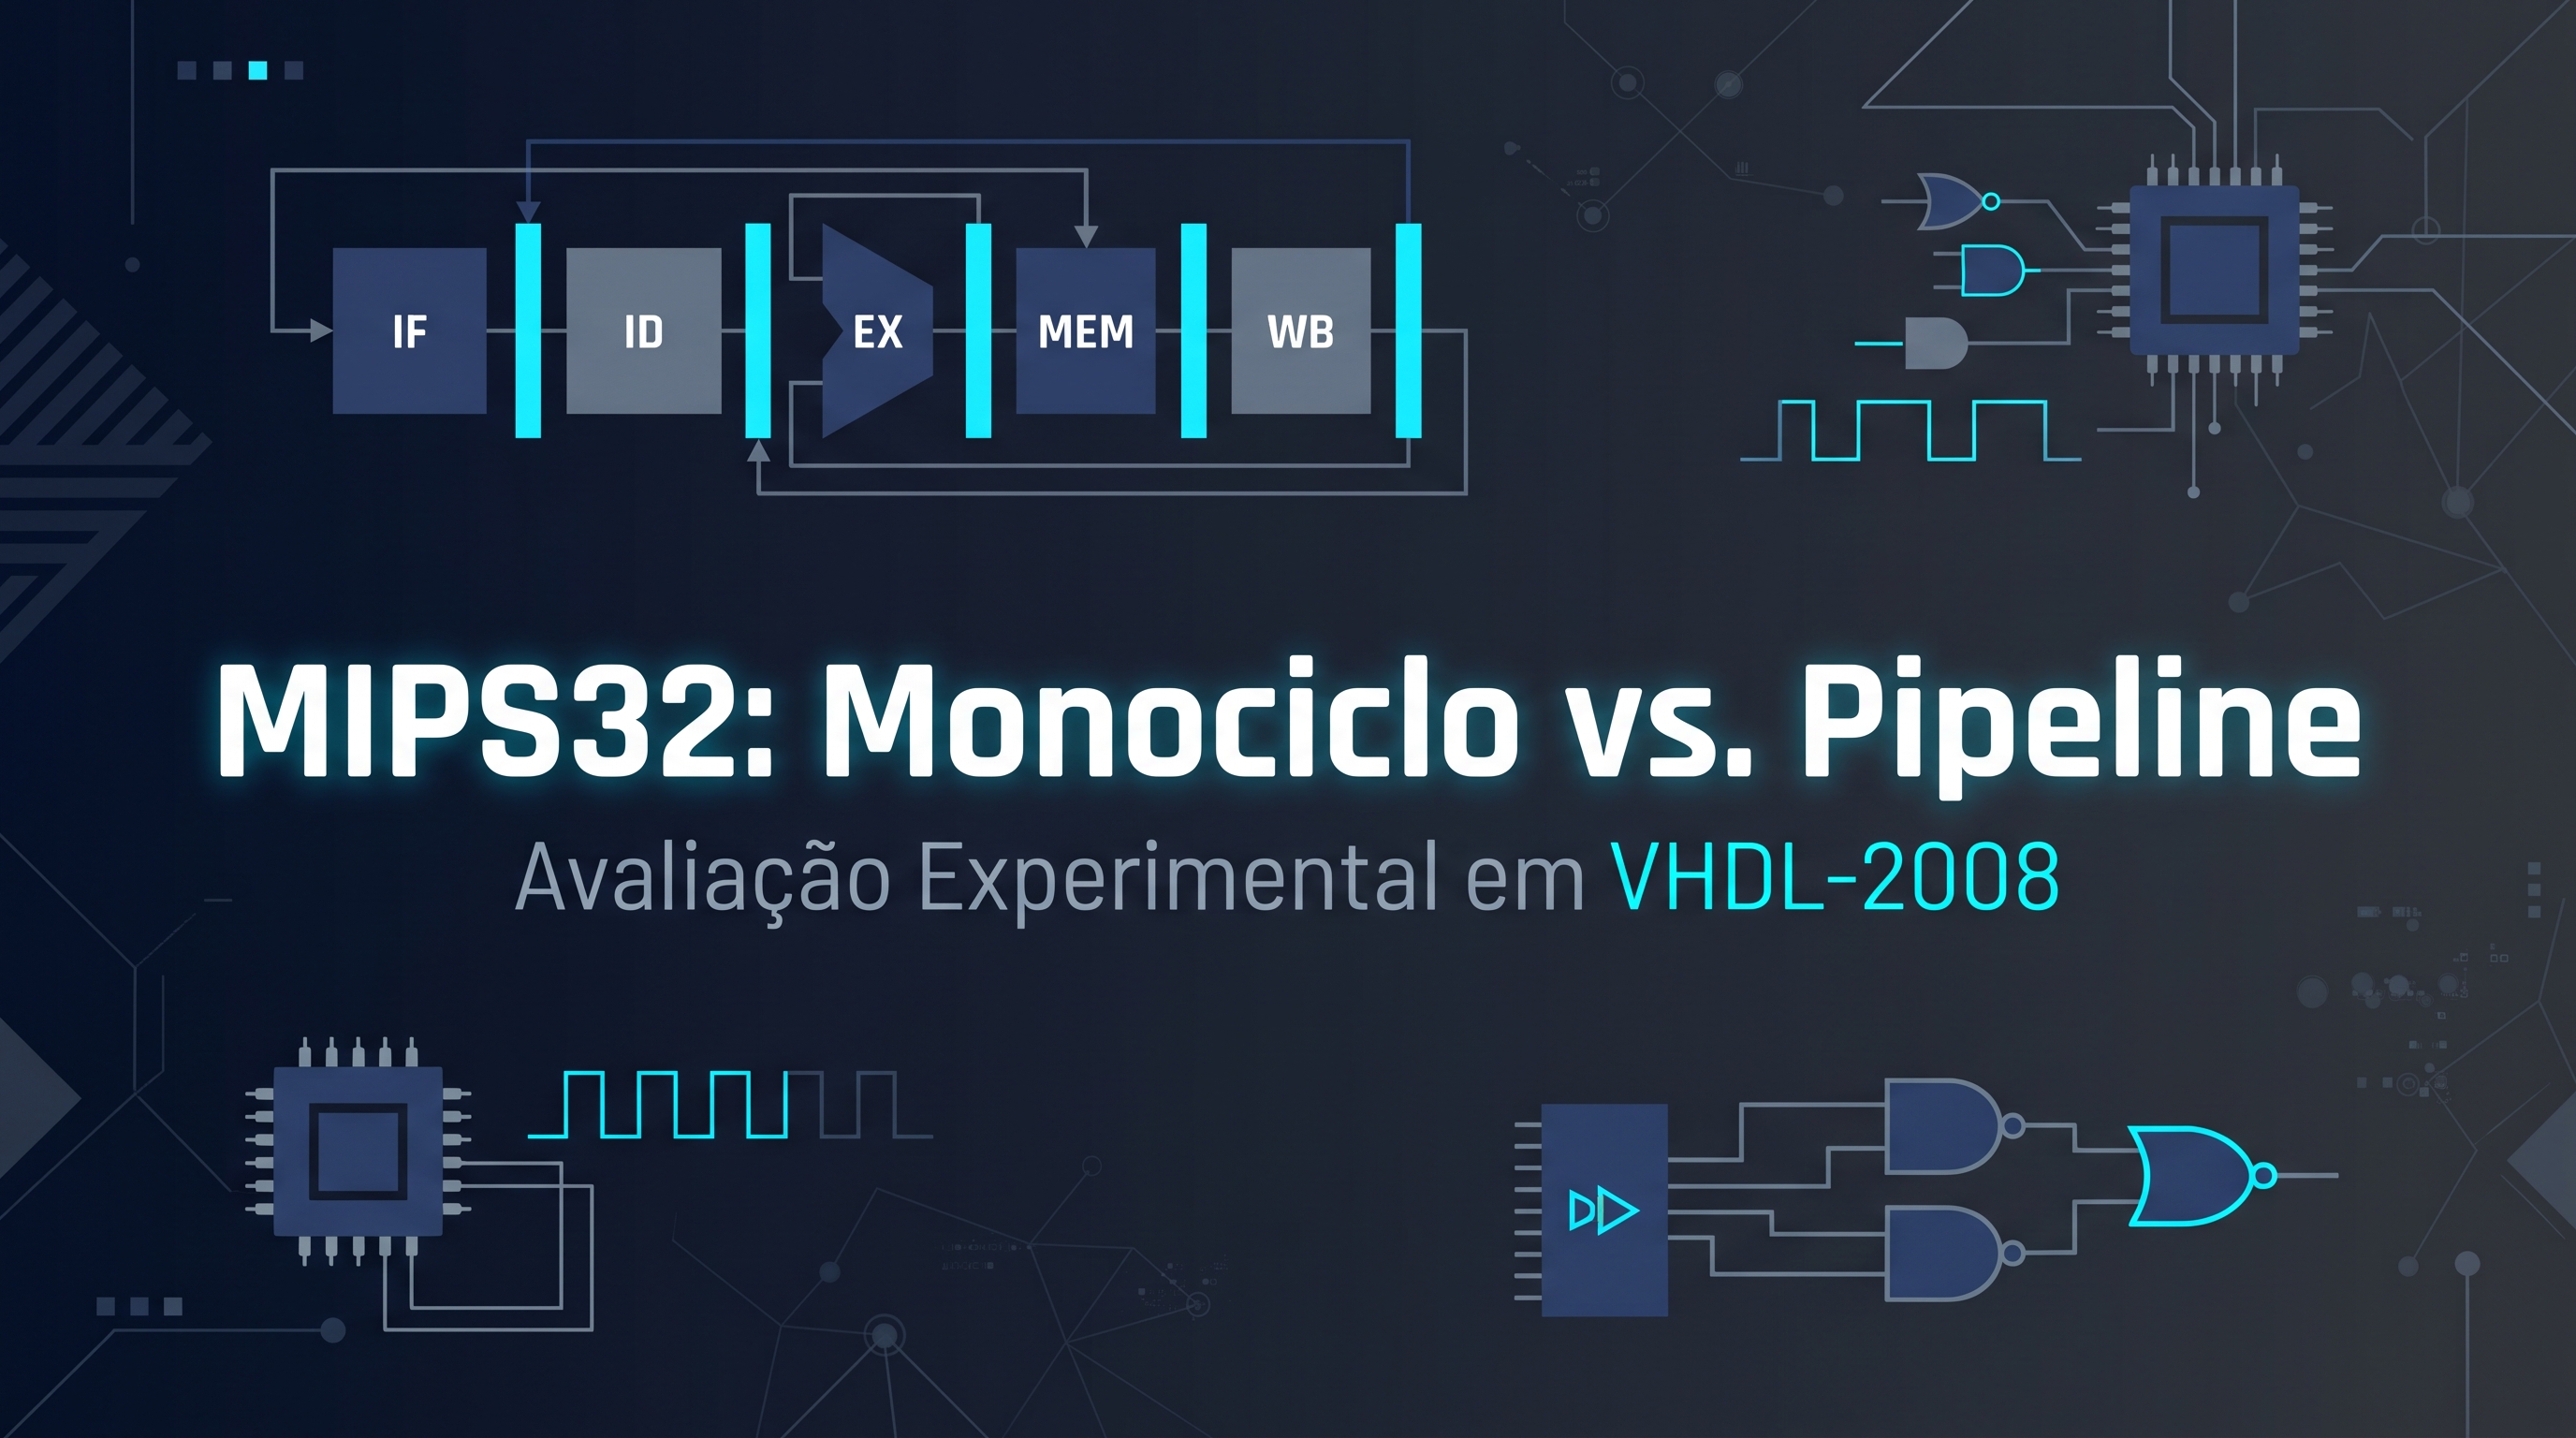 IF ID EX MEM WB
MIPS32: Monociclo vs. Pipeline
Avaliação Experimental em VHDL-2008